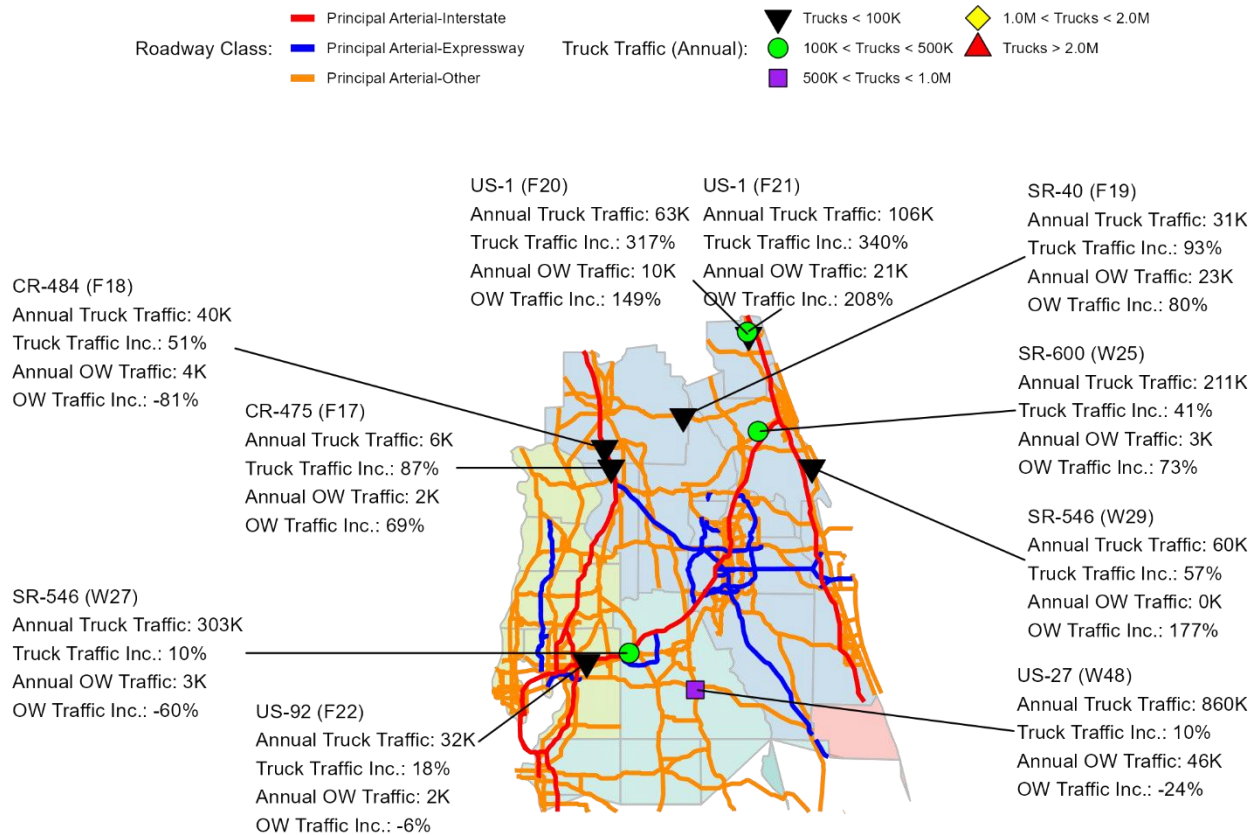 Roadway Class:
Principal Arterial-Interstate
Principal Arterial-Expressway
Principal Arterial-Other
Truck Traffic (Annual):
Trucks < 100K
100K < Trucks < 500K
500K < Trucks < 1.0M
1.0M < Trucks < 2.0M
Trucks > 2.0M
US-1 (F20)
Annual Truck Traffic: 63K
Truck Traffic Inc.: 317%
Annual OW Traffic: 10K
OW Traffic Inc.: 149%
US-1 (F21)
Annual Truck Traffic: 106K
Truck Traffic Inc.: 340%
Annual OW Traffic: 21K
OW Traffic Inc.: 208%
SR-40 (F19)
Annual Truck Traffic: 31K
Truck Traffic Inc.: 93%
Annual OW Traffic: 23K
OW Traffic Inc.: 80%
CR-484 (F18)
Annual Truck Traffic: 40K
Truck Traffic Inc.: 51%
Annual OW Traffic: 4K
OW Traffic Inc.: -81%
SR-600 (W25)
Annual Truck Traffic: 211K
Truck Traffic Inc.: 41%
Annual OW Traffic: 3K
OW Traffic Inc.: 73%
CR-475 (F17)
Annual Truck Traffic: 6K
Truck Traffic Inc.: 87%
Annual OW Traffic: 2K
OW Traffic Inc.: 69%
SR-546 (W29)
Annual Truck Traffic: 60K
Truck Traffic Inc.: 57%
Annual OW Traffic: 0K
OW Traffic Inc.: 177%
SR-546 (W27)
Annual Truck Traffic: 303K
Truck Traffic Inc.: 10%
Annual OW Traffic: 3K
OW Traffic Inc.: -60%
US-27 (W48)
Annual Truck Traffic: 860K
Truck Traffic Inc.: 10%
Annual OW Traffic: 46K
OW Traffic Inc.: -24%
US-92 (F22)
Annual Truck Traffic: 32K
Truck Traffic Inc.: 18%
Annual OW Traffic: 2K
OW Traffic Inc.: -6%